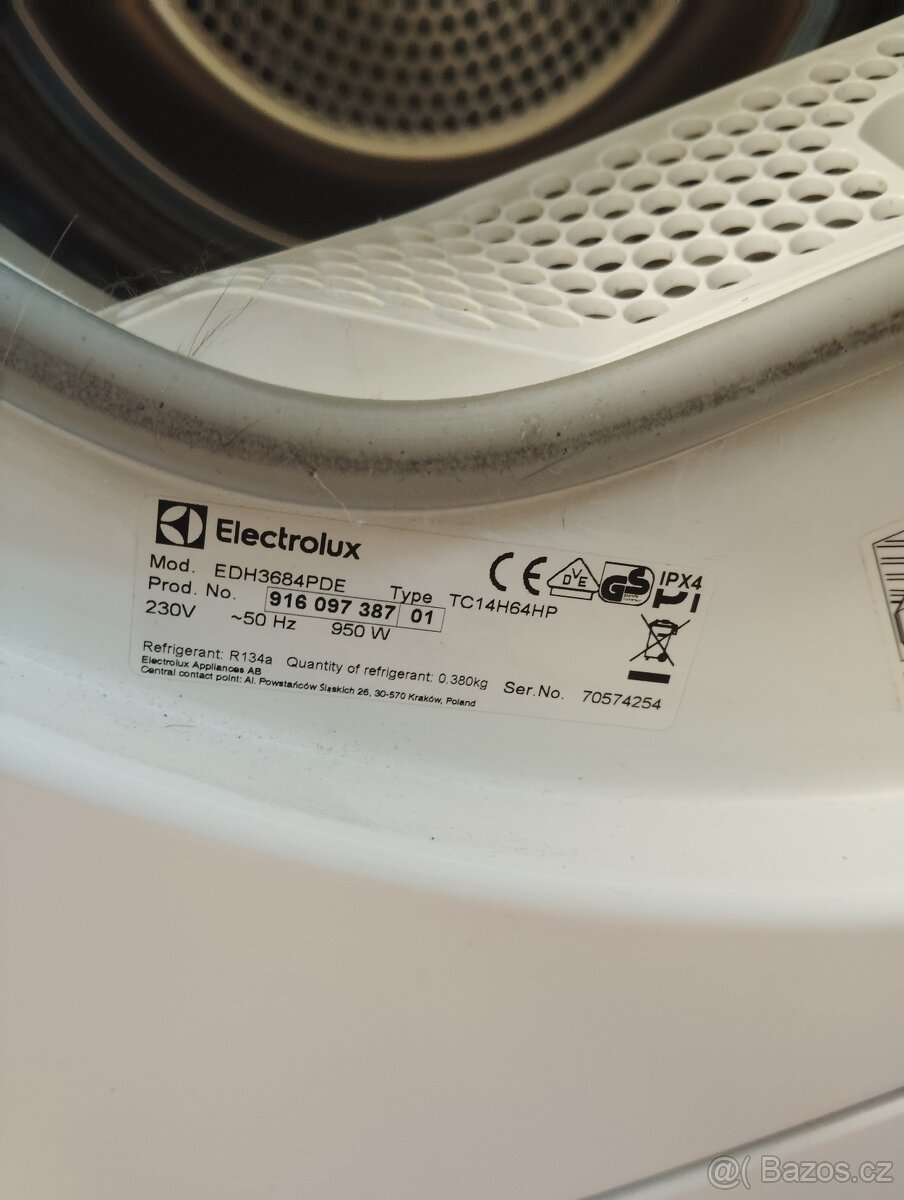 Electrolux
Mod. EDH3684PDE Type TC14H64HP
Prod. No. 916 097 387 01
230V ~50 Hz 950 W
CE DVE GS IPX4
Refrigerant: R134a Quantity of refrigerant: 0.380kg Ser.No. 70574254
Electrolux Appliances AB
Central contact point: Al. Powstańców Śląskich 26, 30-570 Kraków, Poland
@( Bazos.cz